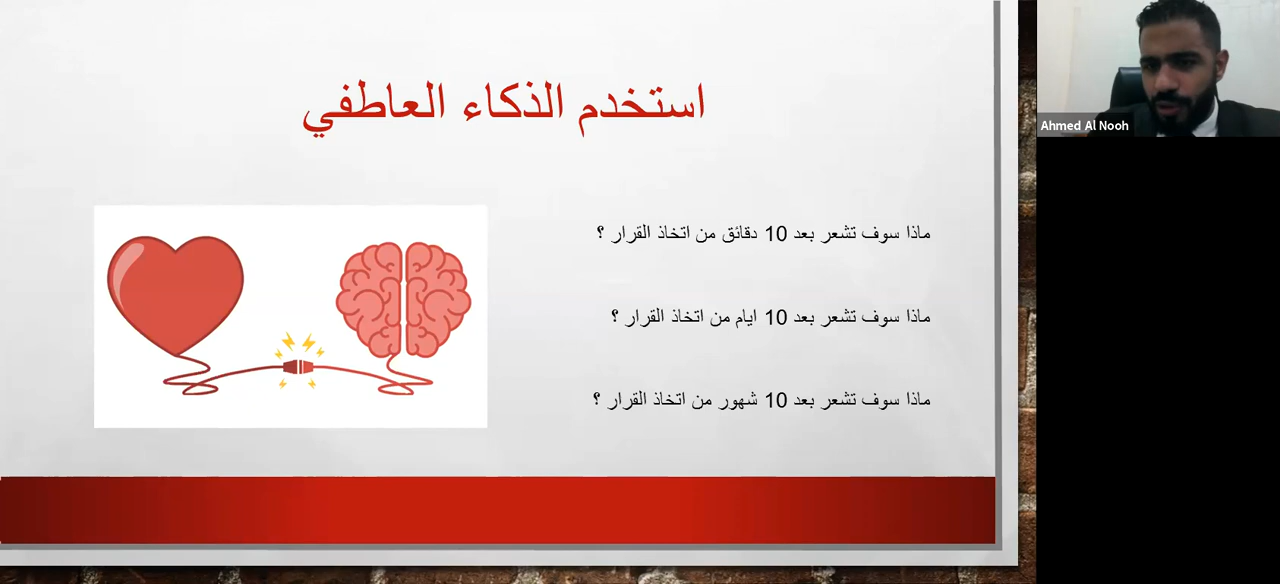 استخدم الذكاء العاطفي
ماذا سوف تشعر بعد 10 دقائق من اتخاذ القرار ؟
ماذا سوف تشعر بعد 10 ايام من اتخاذ القرار ؟
ماذا سوف تشعر بعد 10 شهور من اتخاذ القرار ؟
Ahmed Al Nooh